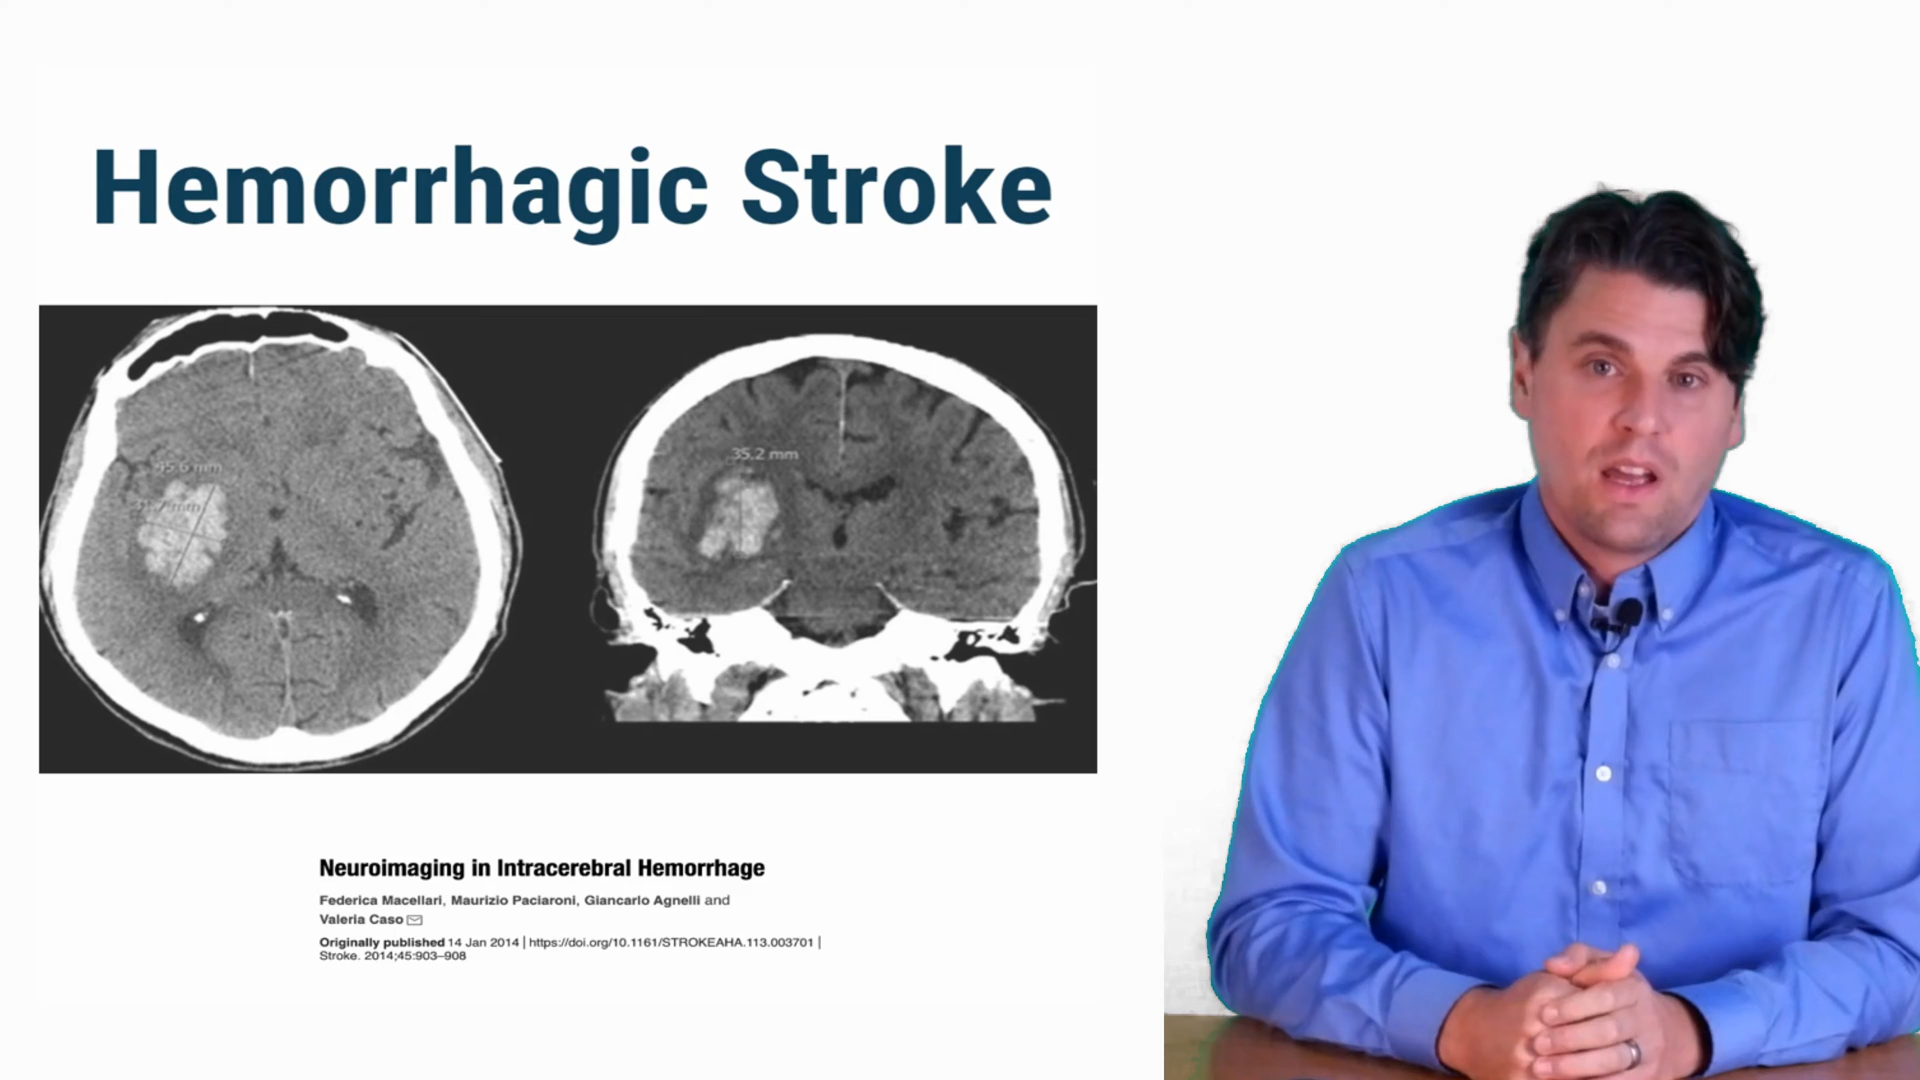 Hemorrhagic Stroke
35.2 mm
Neuroimaging in Intracerebral Hemorrhage
Federica Macellari, Maurizio Paciaroni, Giancarlo Agnelli and
Valeria Caso
Originally published 14 Jan 2014 | https://doi.org/10.1161/STROKEAHA.113.003701 |
Stroke. 2014;45:903–908